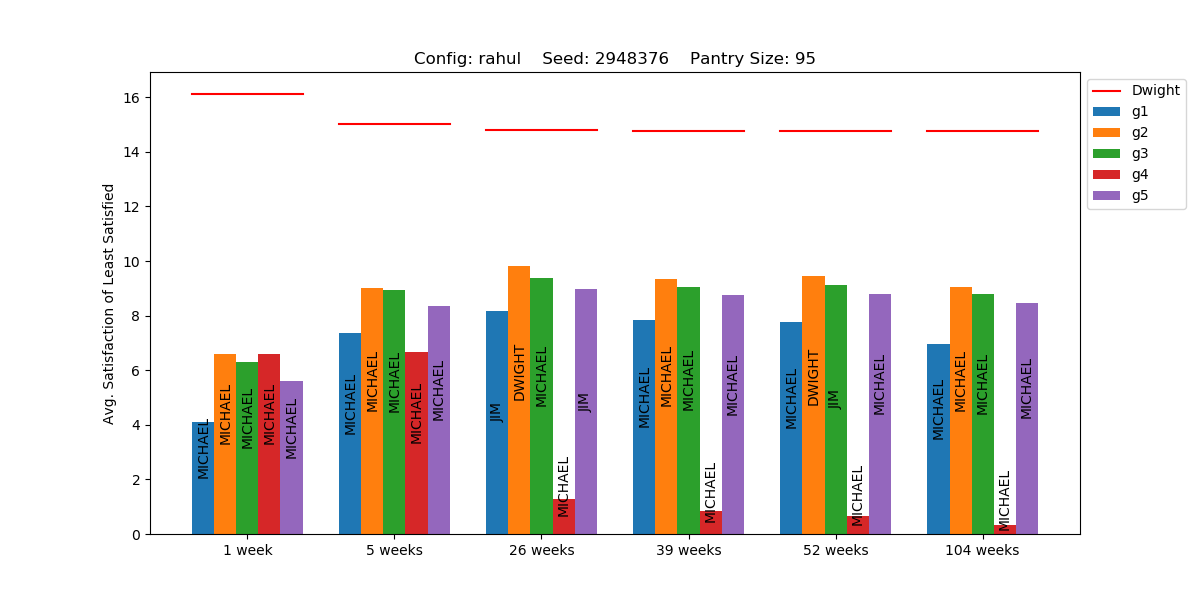 Config: rahul    Seed: 2948376    Pantry Size: 95
Avg. Satisfaction of Least Satisfied
16
14
12
10
8
6
4
2
0
MICHAEL
MICHAEL
MICHAEL
MICHAEL
MICHAEL
MICHAEL
MICHAEL
MICHAEL
MICHAEL
MICHAEL
JIM
DWIGHT
MICHAEL
MICHAEL
JIM
MICHAEL
MICHAEL
MICHAEL
MICHAEL
MICHAEL
MICHAEL
DWIGHT
JIM
MICHAEL
MICHAEL
MICHAEL
MICHAEL
MICHAEL
MICHAEL
MICHAEL
1 week
5 weeks
26 weeks
39 weeks
52 weeks
104 weeks
Dwight
g1
g2
g3
g4
g5